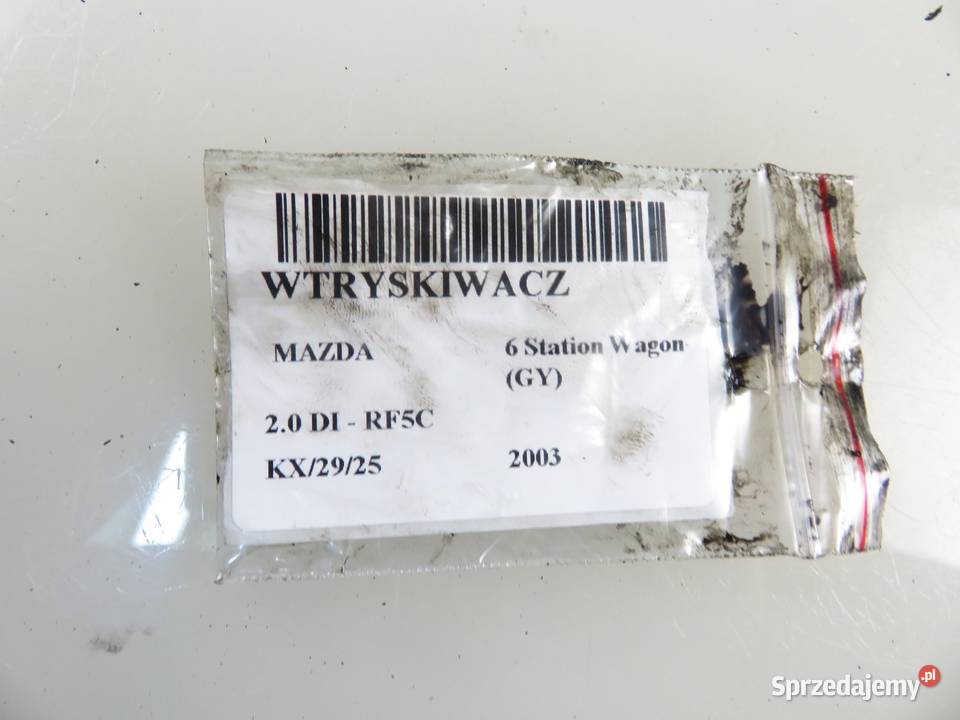 WTRYSKIWACZ
MAZDA
6 Station Wagon
(GY)
2.0 DI - RF5C
KX/29/25
2003
Sprzedajemy.pl